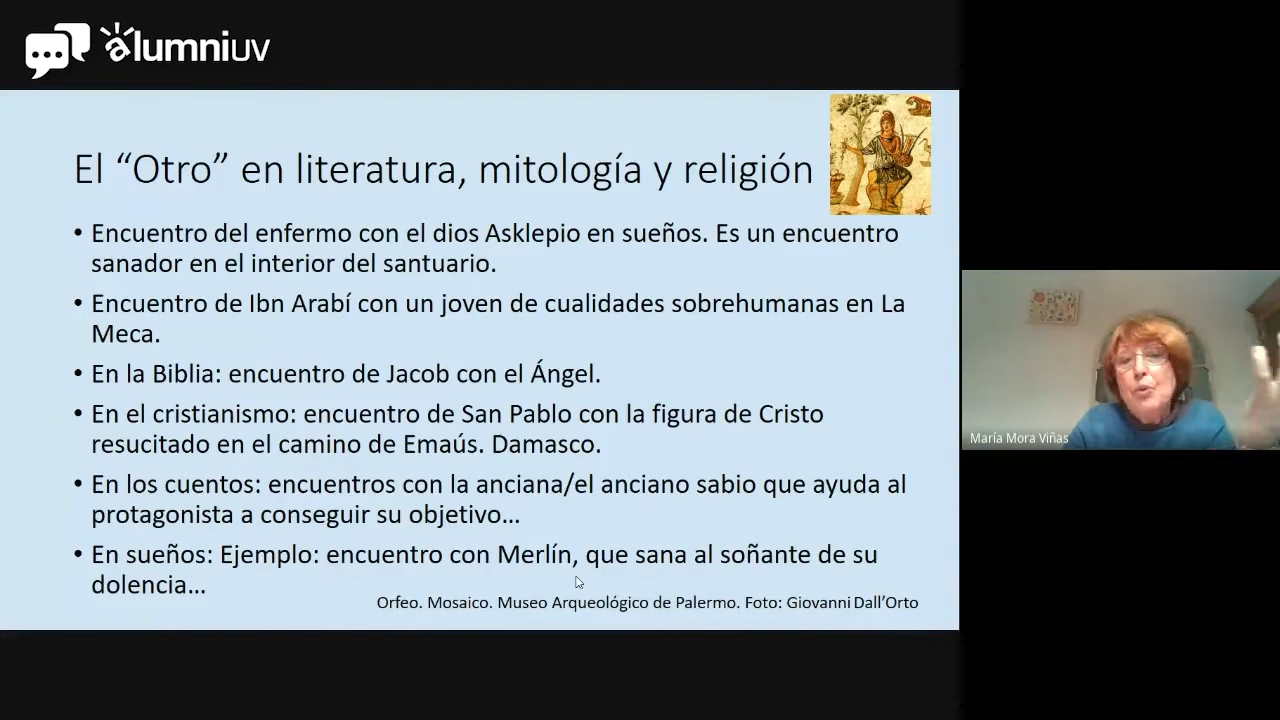 alumniuv
El “Otro” en literatura, mitología y religión
• Encuentro del enfermo con el dios Asklepio en sueños. Es un encuentro
sanador en el interior del santuario.
• Encuentro de Ibn Arabí con un joven de cualidades sobrehumanas en La
Meca.
• En la Biblia: encuentro de Jacob con el Ángel.
• En el cristianismo: encuentro de San Pablo con la figura de Cristo
resucitado en el camino de Emaús. Damasco.
• En los cuentos: encuentros con la anciana/el anciano sabio que ayuda al
protagonista a conseguir su objetivo…
• En sueños: Ejemplo: encuentro con Merlín, que sana al soñante de su
dolencia…
Orfeo. Mosaico. Museo Arqueológico de Palermo. Foto: Giovanni Dall’Orto
María Mora Viñas